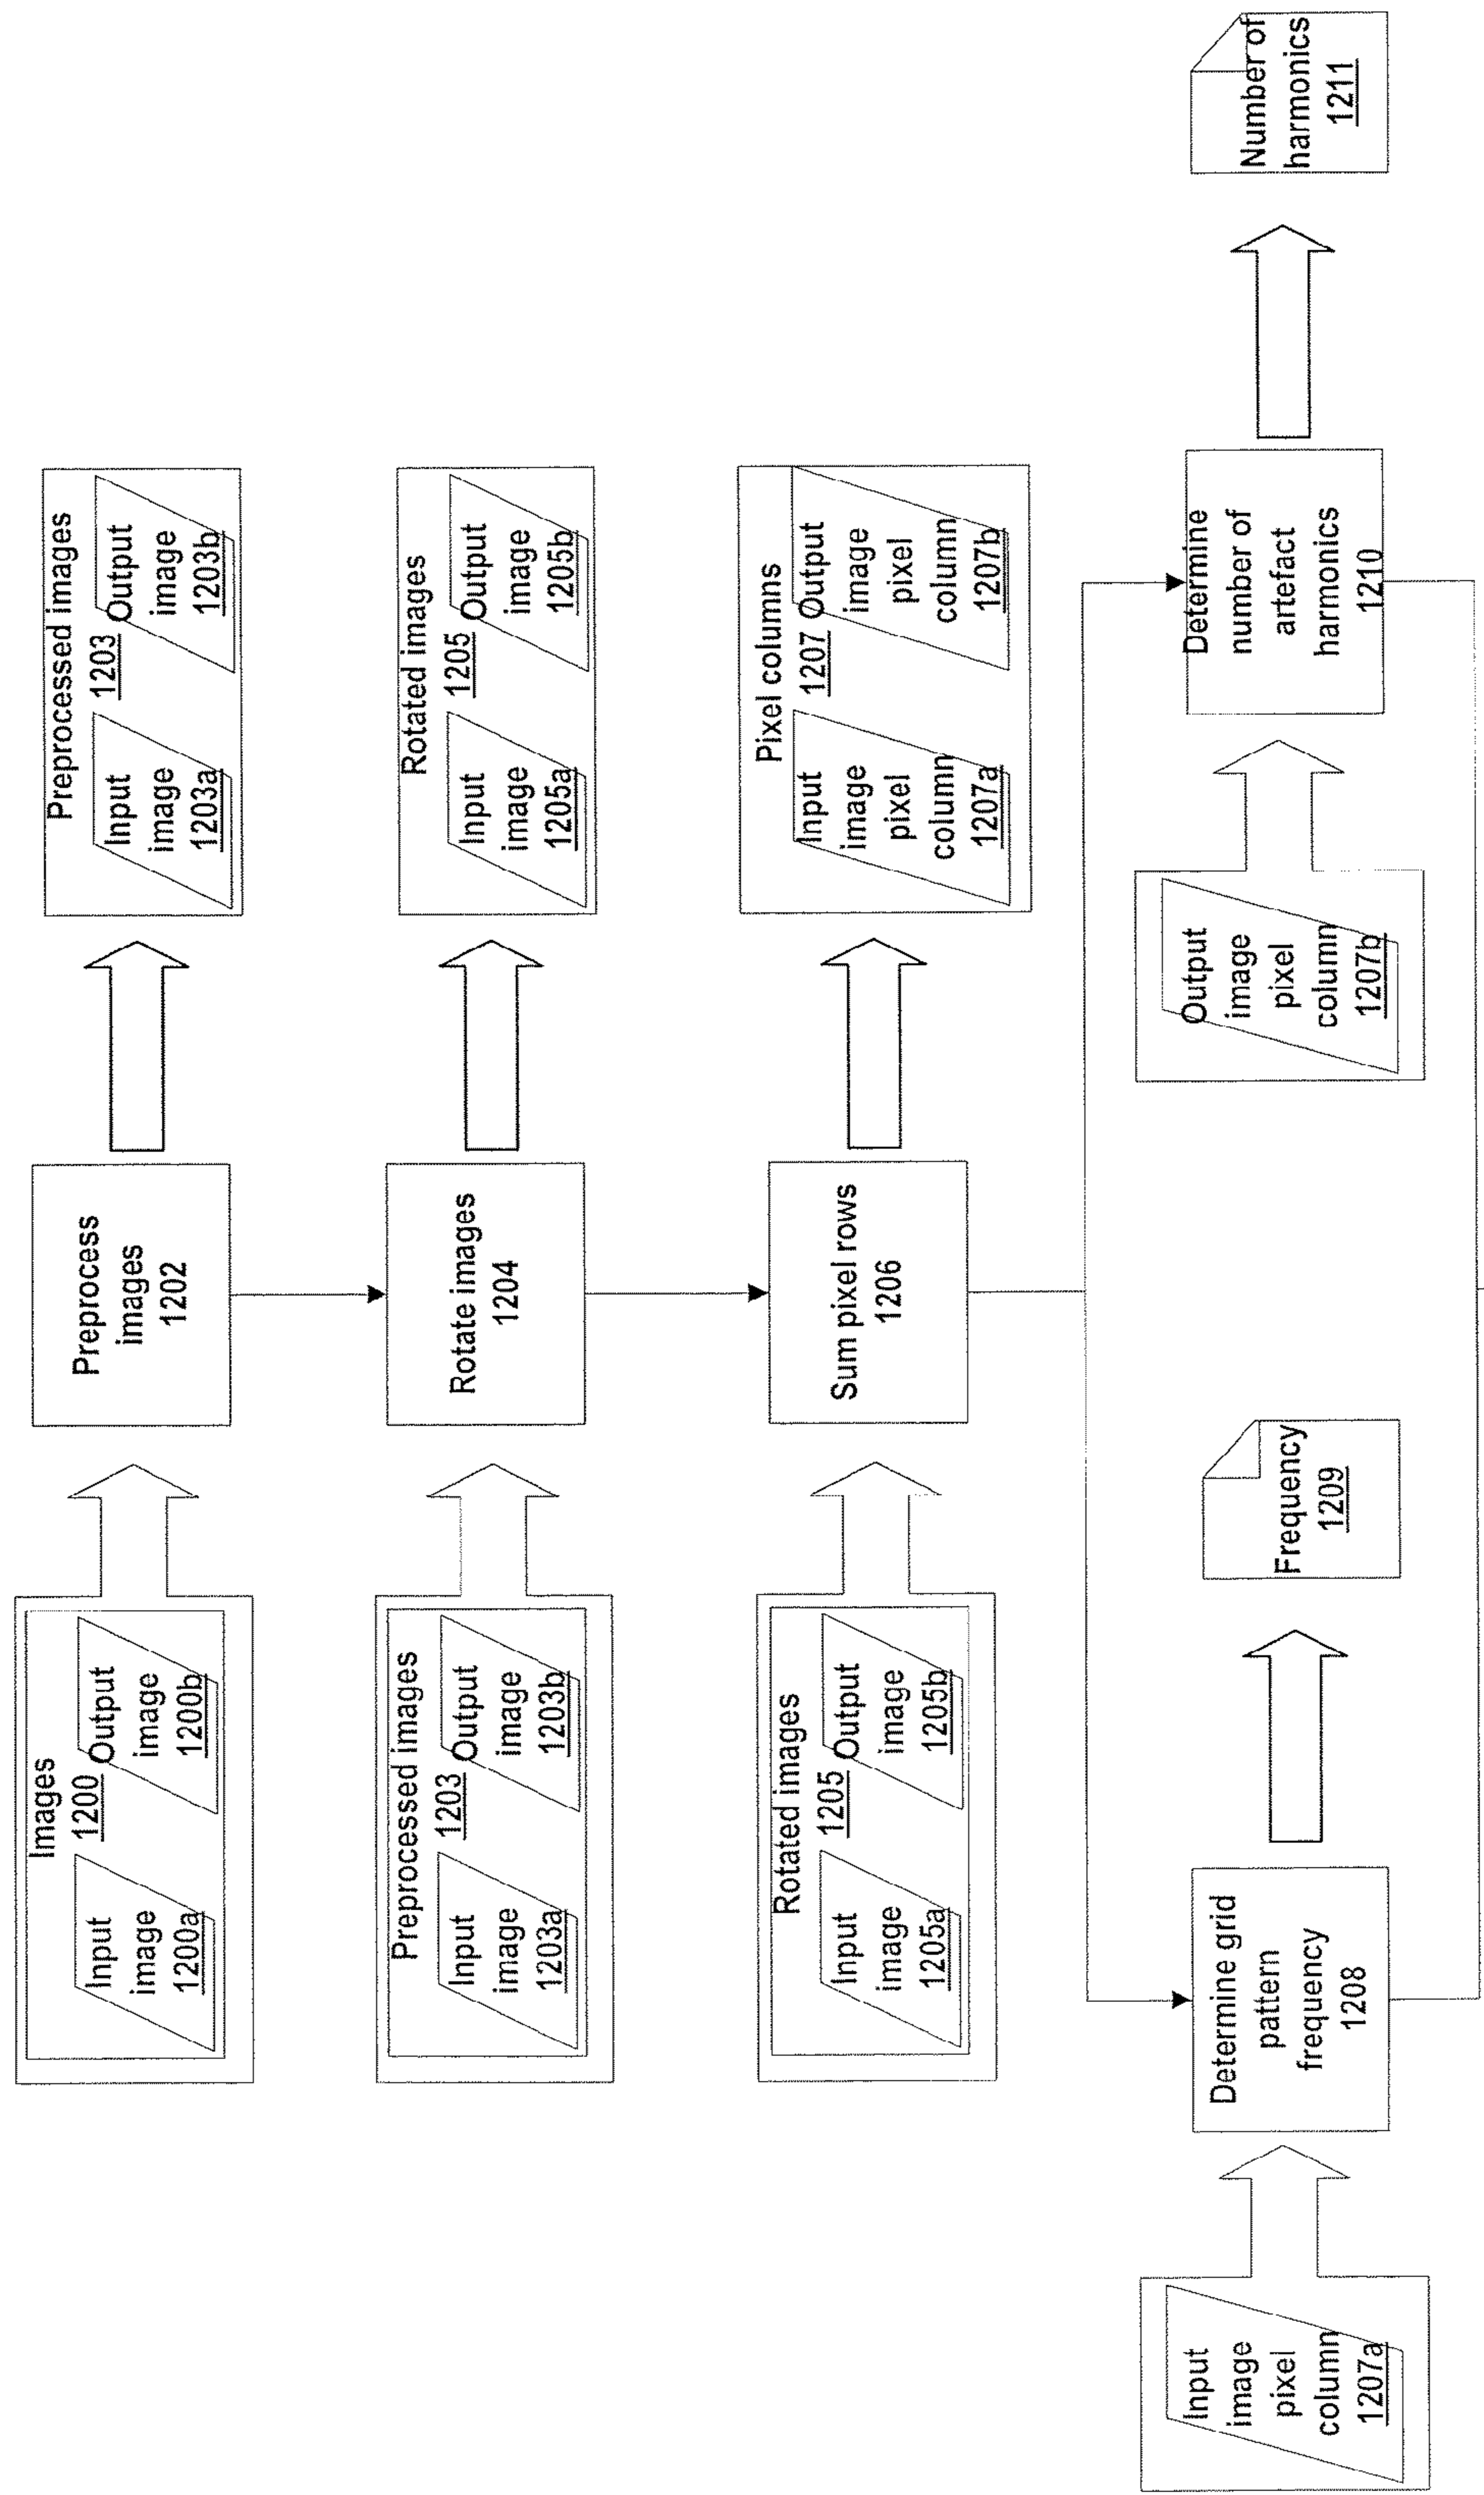 Images
1200
Input
image
1200a
Output
image
1200b
Preprocess
images
1202
Preprocessed images
1203
Input
image
1203a
Output
image
1203b
Preprocessed images
1203
Input
image
1203a
Output
image
1203b
Rotate images
1204
Rotated images
1205
Input
image
1205a
Output
image
1205b
Rotated images
1205
Input
image
1205a
Output
image
1205b
Sum pixel rows
1206
Pixel columns
1207
Input
image
pixel
column
1207a
Output
image
pixel
column
1207b
Input
image
pixel
column
1207a
Determine grid
pattern
frequency
1208
Frequency
1209
Output
image
pixel
column
1207b
Determine
number of
artefact
harmonics
1210
Number of
harmonics
1211